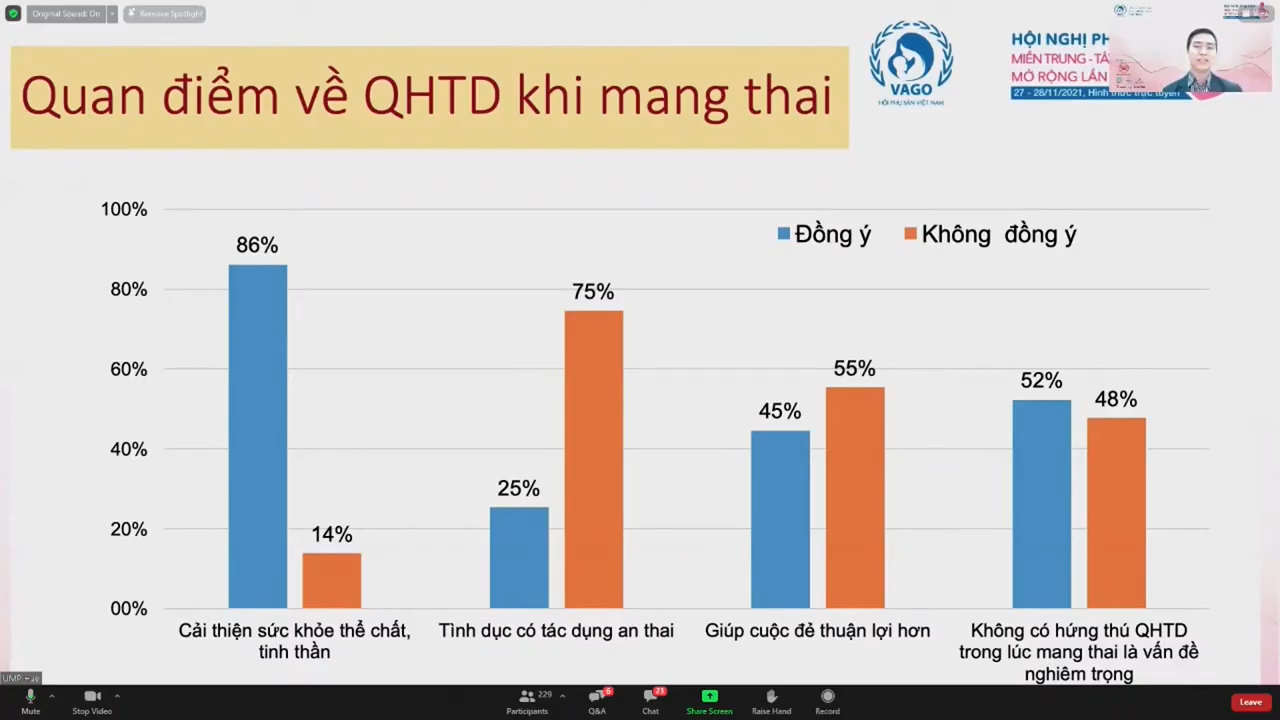 Original Sound: On
Remove Spotlight
Quan điểm về QHTD khi mang thai
VAGO
HỘI PHỤ SẢN VIỆT NAM
HỘI NGHỊ PH
MIỀN TRUNG - TÂ
MỞ RỘNG LẦN
27 - 28/11/2021, Hình thức trực tuyến
Đồng ý
Không đồng ý
100%
80%
60%
40%
20%
00%
86%
14%
25%
75%
45%
55%
52%
48%
Cải thiện sức khỏe thể chất,
tinh thần
Tình dục có tác dụng an thai
Giúp cuộc đẻ thuận lợi hơn
Không có hứng thú QHTD
trong lúc mang thai là vấn đề
nghiêm trọng
Mute
Stop Video
229
Participants
6
Q&A
23
Chat
Share Screen
Raise Hand
Record
Leave